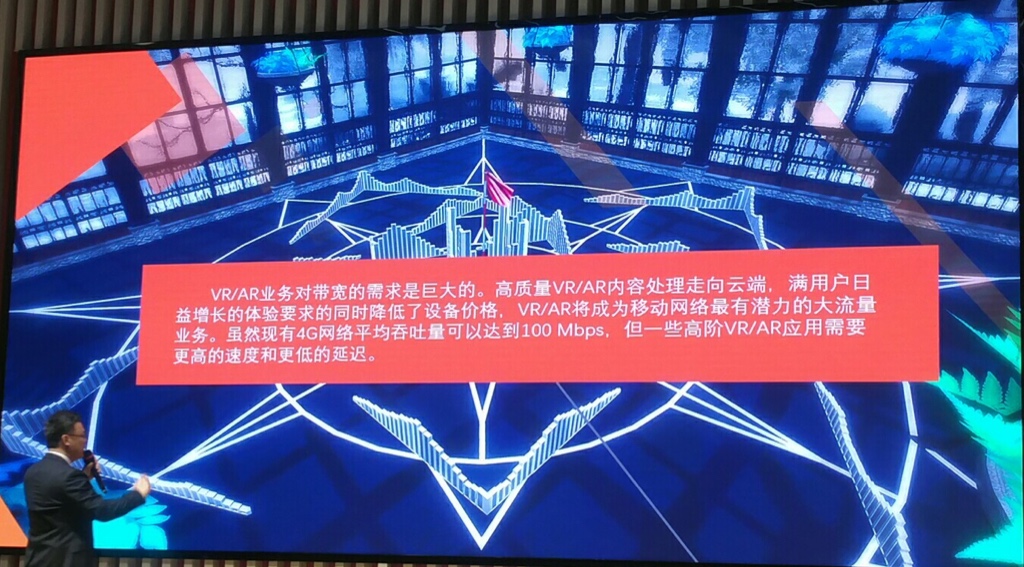 VR/AR业务对带宽的需求是巨大的。高质量VR/AR内容处理走向云端，满用户日
益增长的体验要求的同时降低了设备价格，VR/AR将成为移动网络最有潜力的大流量
业务。虽然现有4G网络平均吞吐量可以达到100 Mbps，但一些高阶VR/AR应用需要
更高的速度和更低的延迟。